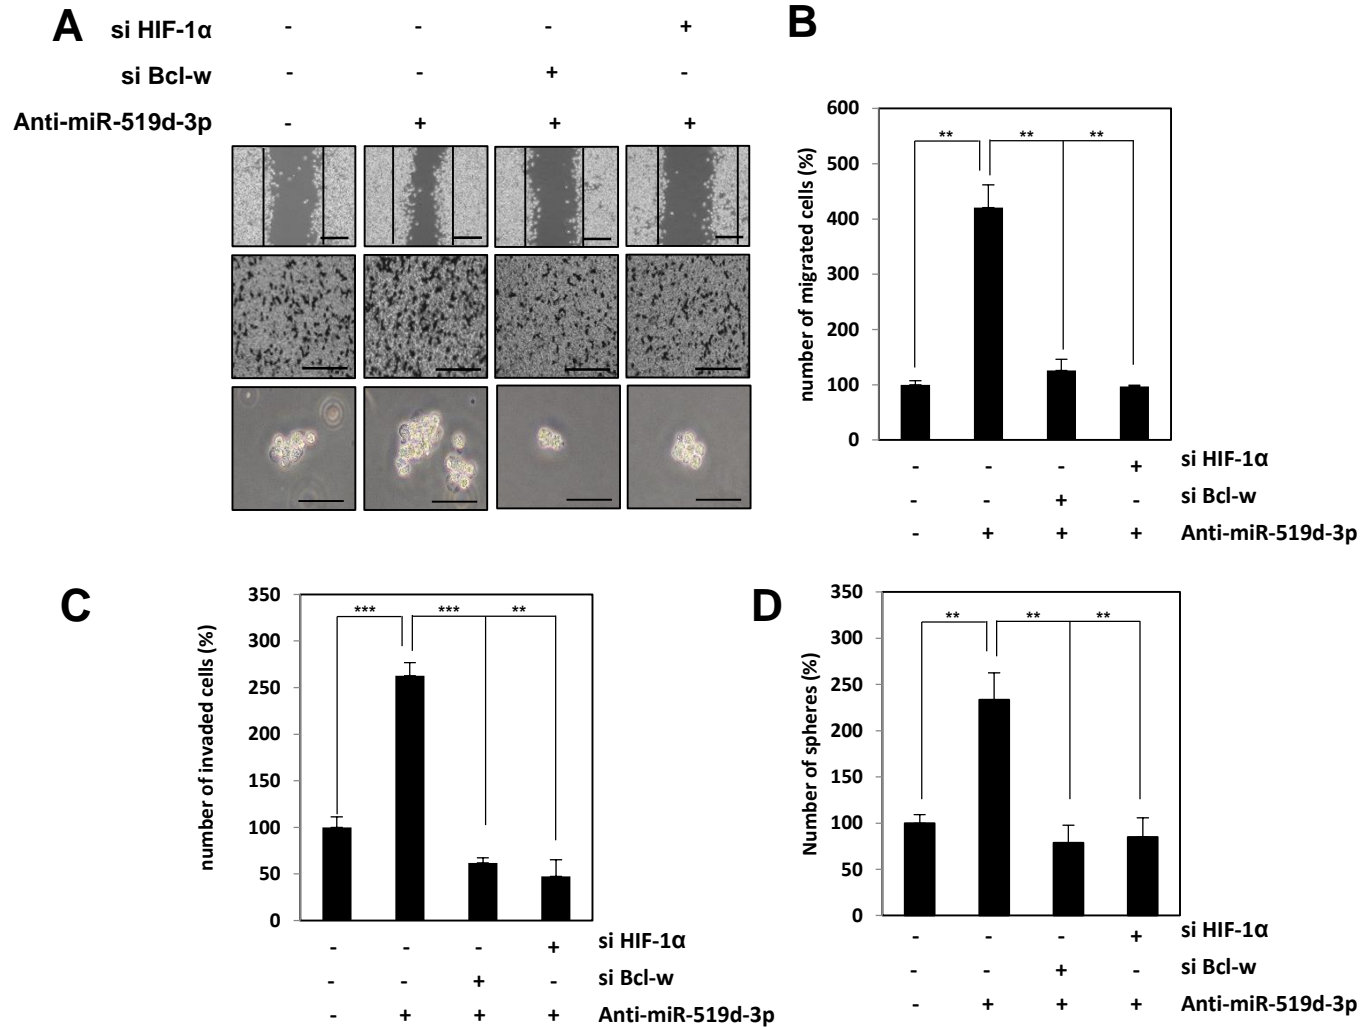 A
si HIF-1α - - - +
si Bcl-w - - + -
Anti-miR-519d-3p - + + +
B
number of migrated cells (%)
600
500
400
300
200
100
0
** ** **
- - - + si HIF-1α
- - + - si Bcl-w
- + + + Anti-miR-519d-3p
C
number of invaded cells (%)
350
300
250
200
150
100
50
0
*** *** **
- - - + si HIF-1α
- - + - si Bcl-w
- + + + Anti-miR-519d-3p
D
Number of spheres (%)
350
300
250
200
150
100
50
0
** ** **
- - - + si HIF-1α
- - + - si Bcl-w
- + + + Anti-miR-519d-3p